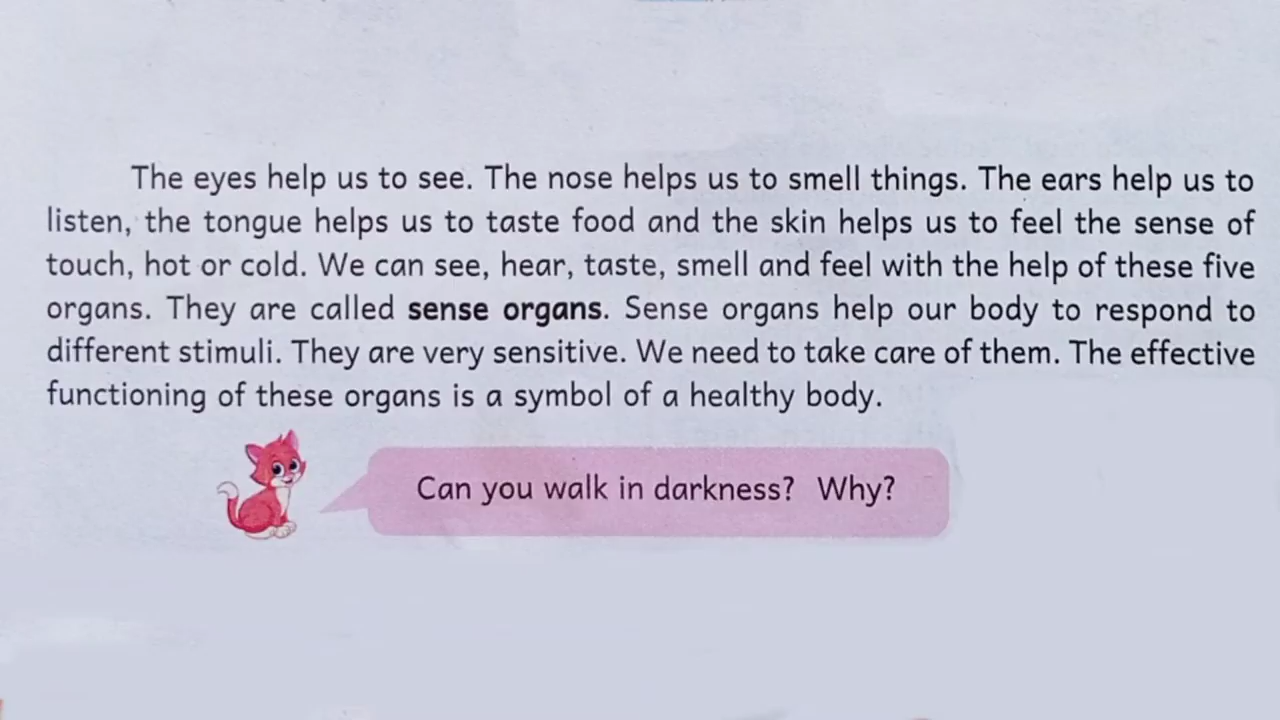 The eyes help us to see. The nose helps us to smell things. The ears help us to
listen, the tongue helps us to taste food and the skin helps us to feel the sense of
touch, hot or cold. We can see, hear, taste, smell and feel with the help of these five
organs. They are called sense organs. Sense organs help our body to respond to
different stimuli. They are very sensitive. We need to take care of them. The effective
functioning of these organs is a symbol of a healthy body.
Can you walk in darkness? Why?